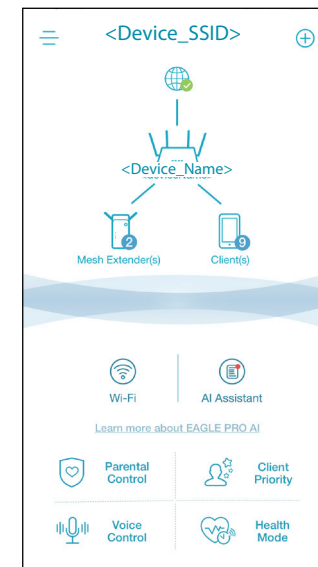 <Device_SSID>
<Device_Name>
2
9
Mesh Extender(s)
Client(s)
Wi-Fi
AI Assistant
Learn more about EAGLE PRO AI
Parental
Control
Client
Priority
Voice
Control
Health
Mode